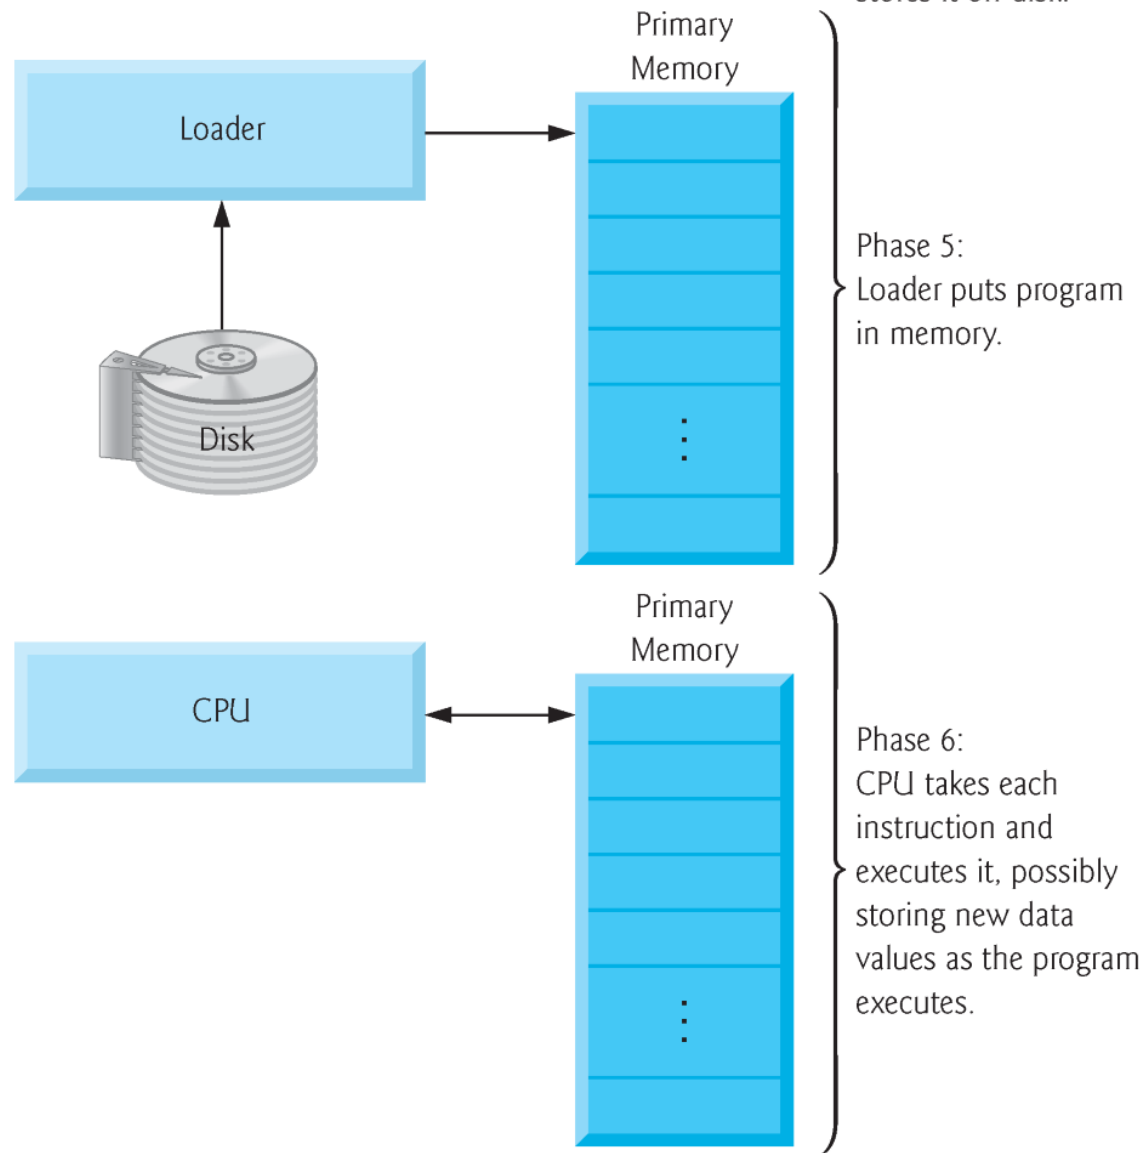 Primary
Memory
Loader
Phase 5:
Loader puts program
in memory.
Disk
Primary
Memory
CPU
Phase 6:
CPU takes each
instruction and
executes it, possibly
storing new data
values as the program
executes.